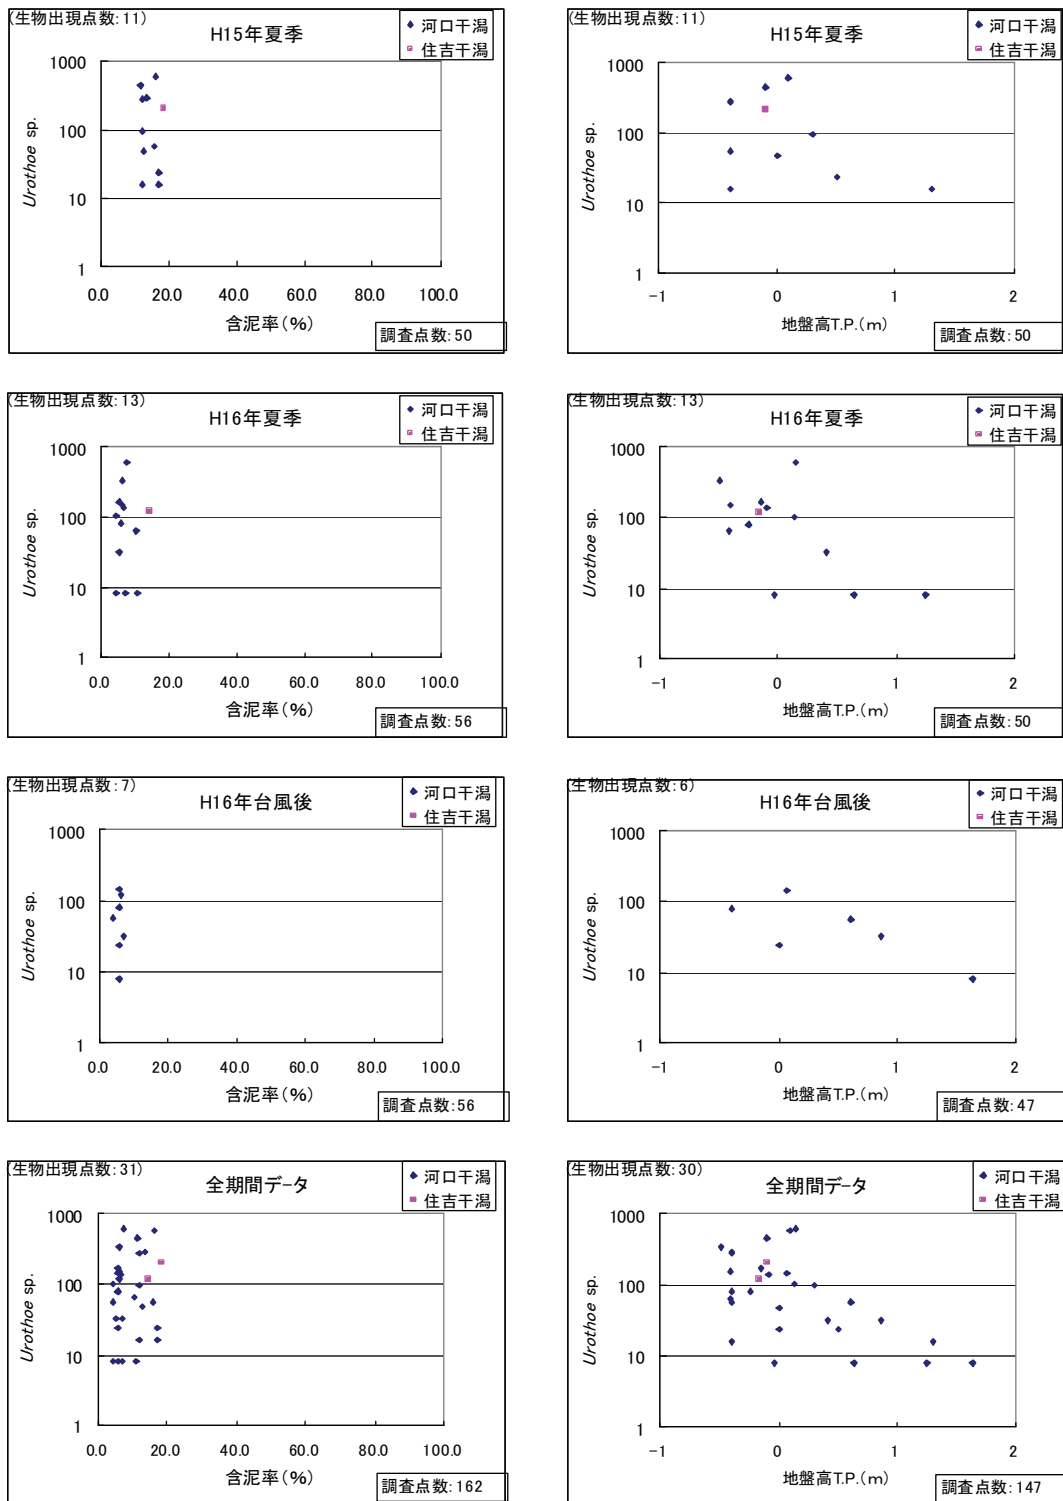 (生物出現点数:11)
H15年夏季
河口干潟
住吉干潟
Urothoe sp.
1000
100
10
1
0.0 20.0 40.0 60.0 80.0 100.0
含泥率(%)
調査点数:50
(生物出現点数:11)
H15年夏季
河口干潟
住吉干潟
Urothoe sp.
1000
100
10
1
-1 0 1 2
地盤高T.P.(m)
調査点数:50
(生物出現点数:13)
H16年夏季
河口干潟
住吉干潟
Urothoe sp.
1000
100
10
1
0.0 20.0 40.0 60.0 80.0 100.0
含泥率(%)
調査点数:56
(生物出現点数:13)
H16年夏季
河口干潟
住吉干潟
Urothoe sp.
1000
100
10
1
-1 0 1 2
地盤高T.P.(m)
調査点数:50
(生物出現点数:7)
H16年台風後
河口干潟
住吉干潟
Urothoe sp.
1000
100
10
1
0.0 20.0 40.0 60.0 80.0 100.0
含泥率(%)
調査点数:56
(生物出現点数:6)
H16年台風後
河口干潟
住吉干潟
Urothoe sp.
1000
100
10
1
-1 0 1 2
地盤高T.P.(m)
調査点数:47
(生物出現点数:31)
全期間データ
河口干潟
住吉干潟
Urothoe sp.
1000
100
10
1
0.0 20.0 40.0 60.0 80.0 100.0
含泥率(%)
調査点数:162
(生物出現点数:30)
全期間データ
河口干潟
住吉干潟
Urothoe sp.
1000
100
10
1
-1 0 1 2
地盤高T.P.(m)
調査点数:147